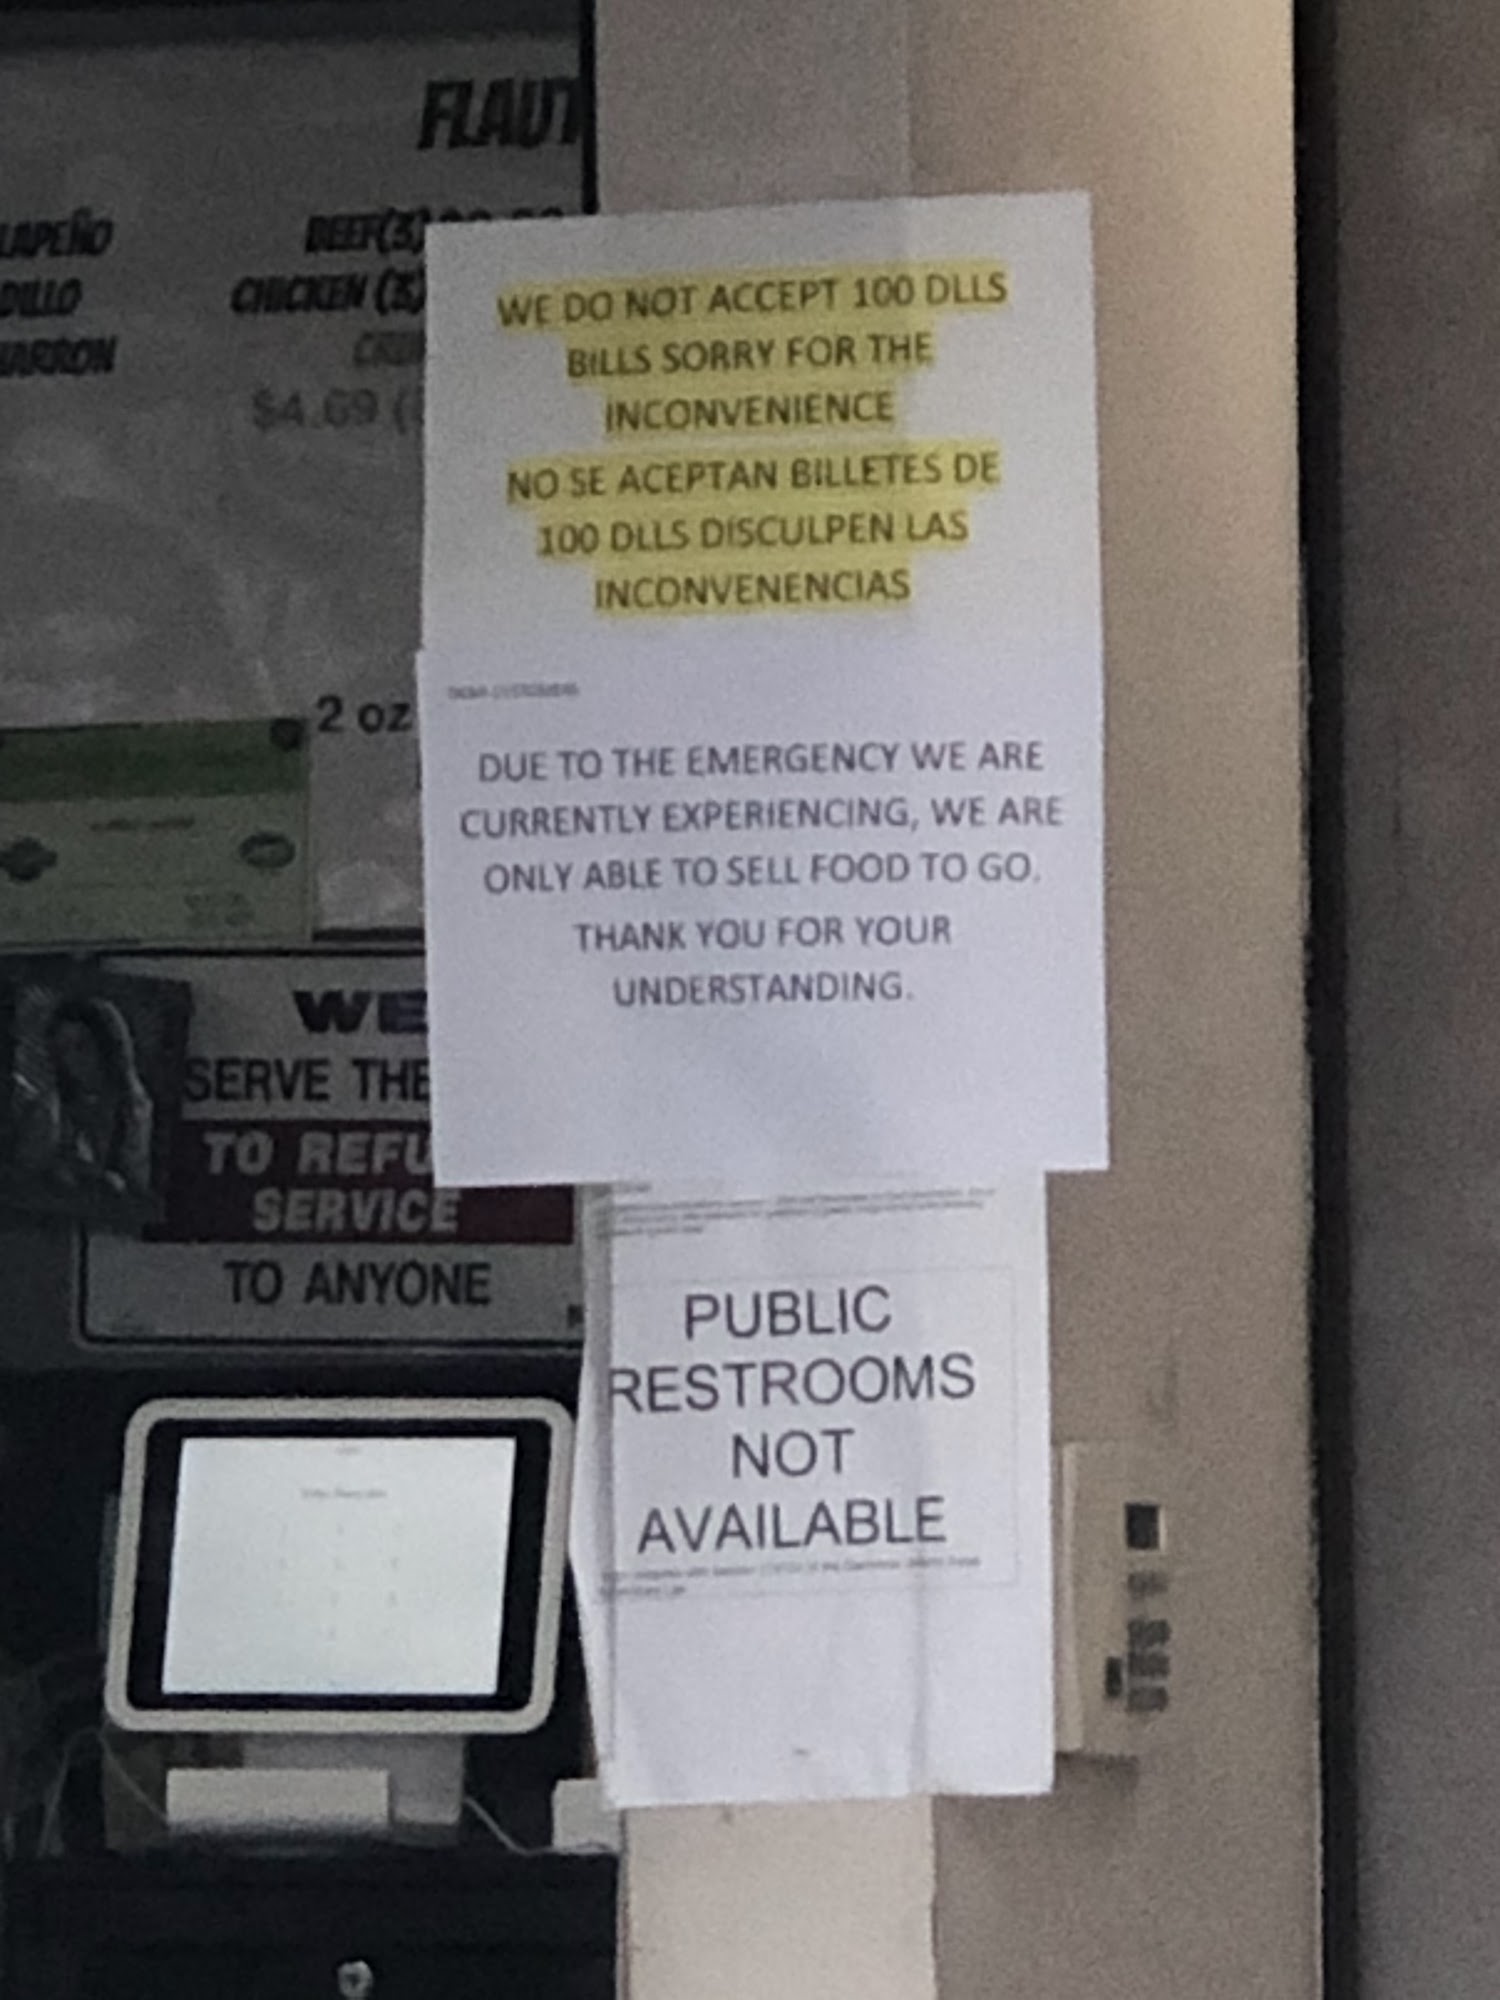 FLAUT
LAPEÑO
DILLO
HARRON
BEEF(3)
CHICKEN (3)
$4.69
WE DO NOT ACCEPT 100 DLLS
BILLS SORRY FOR THE
INCONVENIENCE
NO SE ACEPTAN BILLETES DE
100 DLLS DISCULPEN LAS
INCONVENENCIAS
2 oz
DUE TO THE EMERGENCY WE ARE
CURRENTLY EXPERIENCING, WE ARE
ONLY ABLE TO SELL FOOD TO GO.
THANK YOU FOR YOUR
UNDERSTANDING.
WE
SERVE THE
TO REFU
SERVICE
TO ANYONE
PUBLIC
RESTROOMS
NOT
AVAILABLE